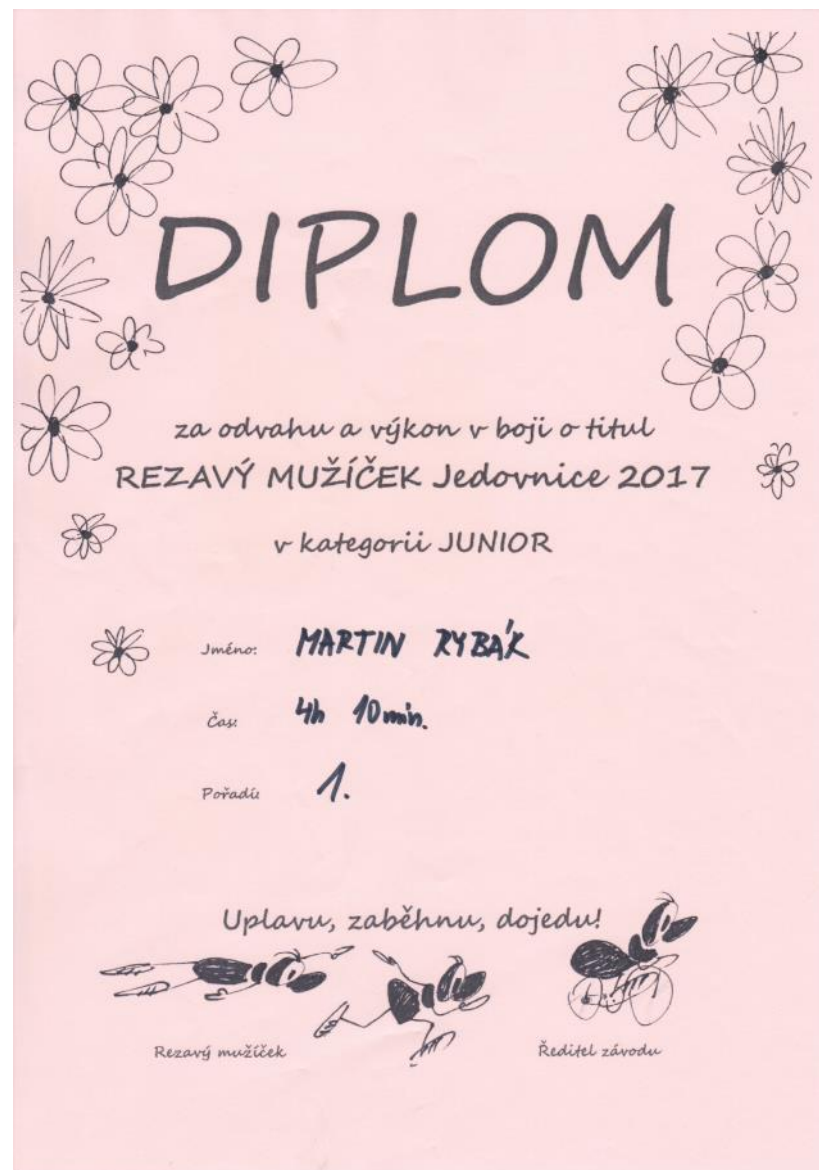 DIPLOM
za odvahu a výkon v boji o titul
REZAVÝ MUŽÍČEK Jedovnice 2017
v kategorii JUNIOR
Jméno: MARTIN RYBÁK
Čas: 4h 10min.
Pořadí: 1.
Uplavu, zaběhnu, dojedu!
Rezavý mužíček Ředitel závodu